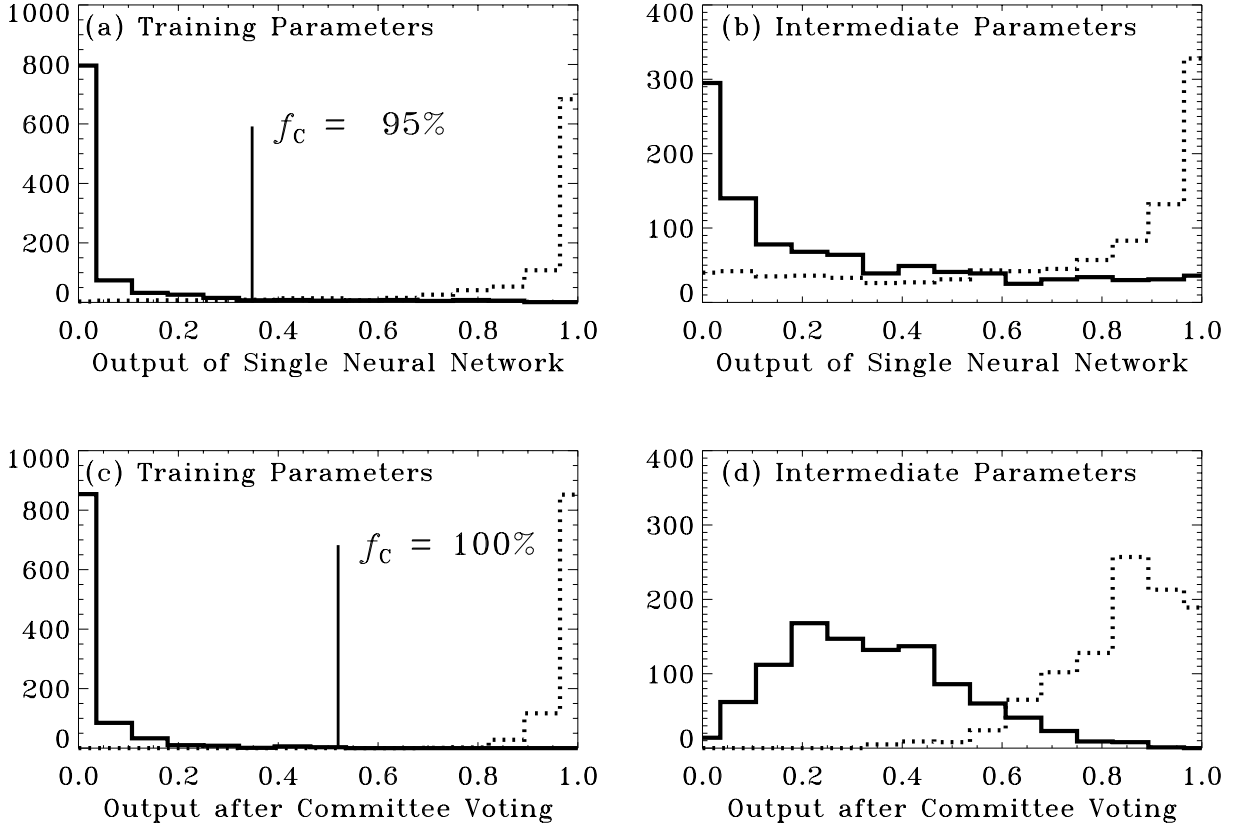 (a) Training Parameters
1000
800
600
400
200
0
f_C = 95%
0.0 0.2 0.4 0.6 0.8 1.0
Output of Single Neural Network
(b) Intermediate Parameters
400
300
200
100
0
0.0 0.2 0.4 0.6 0.8 1.0
Output of Single Neural Network
(c) Training Parameters
1000
800
600
400
200
0
f_C = 100%
0.0 0.2 0.4 0.6 0.8 1.0
Output after Committee Voting
(d) Intermediate Parameters
400
300
200
100
0
0.0 0.2 0.4 0.6 0.8 1.0
Output after Committee Voting